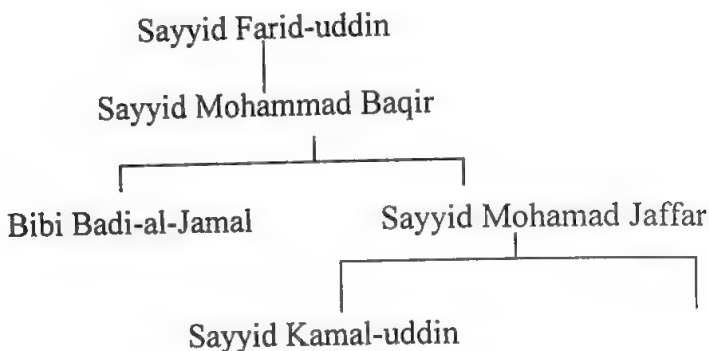 Sayyid Farid-uddin
Sayyid Mohammad Baqir
Bibi Badi-al-Jamal Sayyid Mohamad Jaffar
Sayyid Kamal-uddin